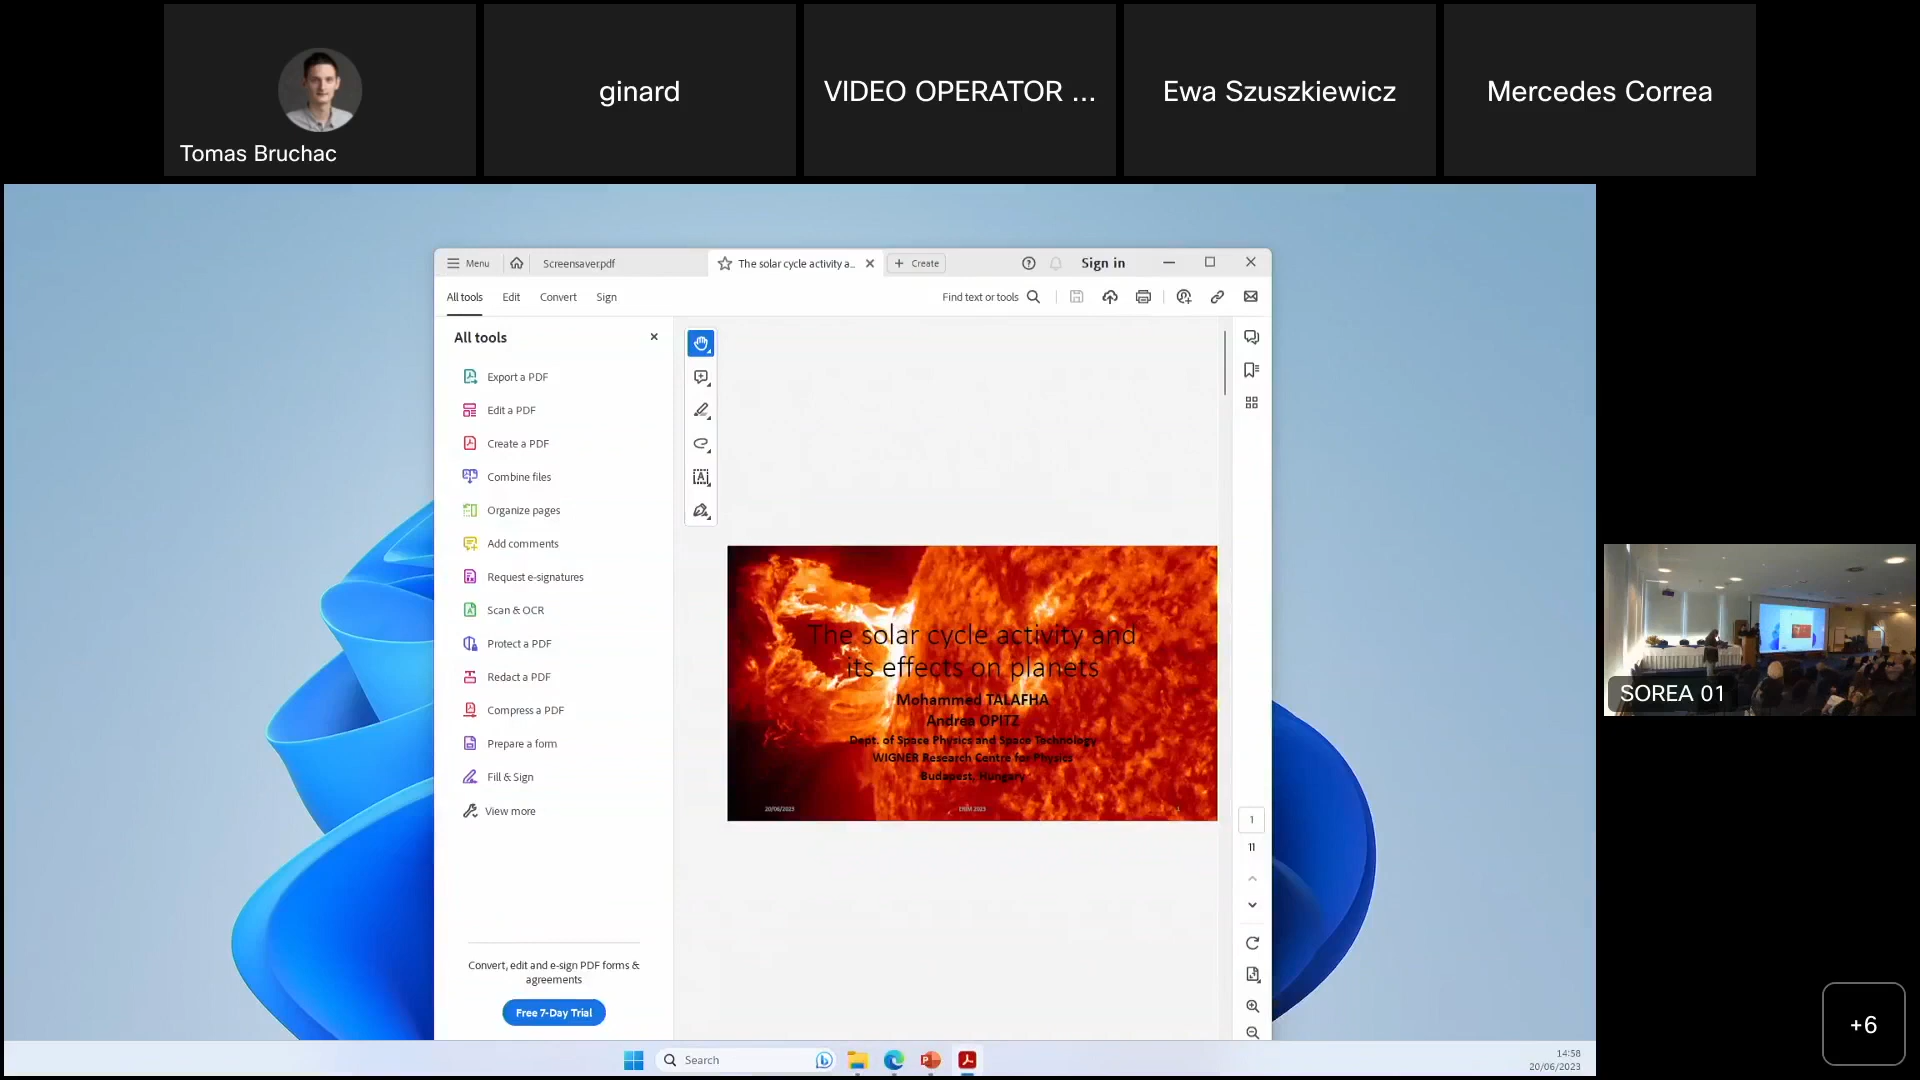 Tomas Bruchac
ginard
VIDEO OPERATOR ...
Ewa Szuszkiewicz
Mercedes Correa
Menu
Screensaver.pdf
The solar cycle activity a...
Create
Sign in
All tools
Edit
Convert
Sign
Find text or tools
All tools
Export a PDF
Edit a PDF
Create a PDF
Combine files
Organize pages
Add comments
Request e-signatures
Scan & OCR
Protect a PDF
Redact a PDF
Compress a PDF
Prepare a form
Fill & Sign
View more
Convert, edit and e-sign PDF forms &
agreements
Free 7-Day Trial
The solar cycle activity and
its effects on planets
Mohammed TALAFHA
Andrea OPITZ
Dept. of Space Physics and Space Technology
WIGNER Research Centre for Physics
Budapest, Hungary
20/06/2023
1
1
11
SOREA 01
+6
Search
14:58
20/06/2023